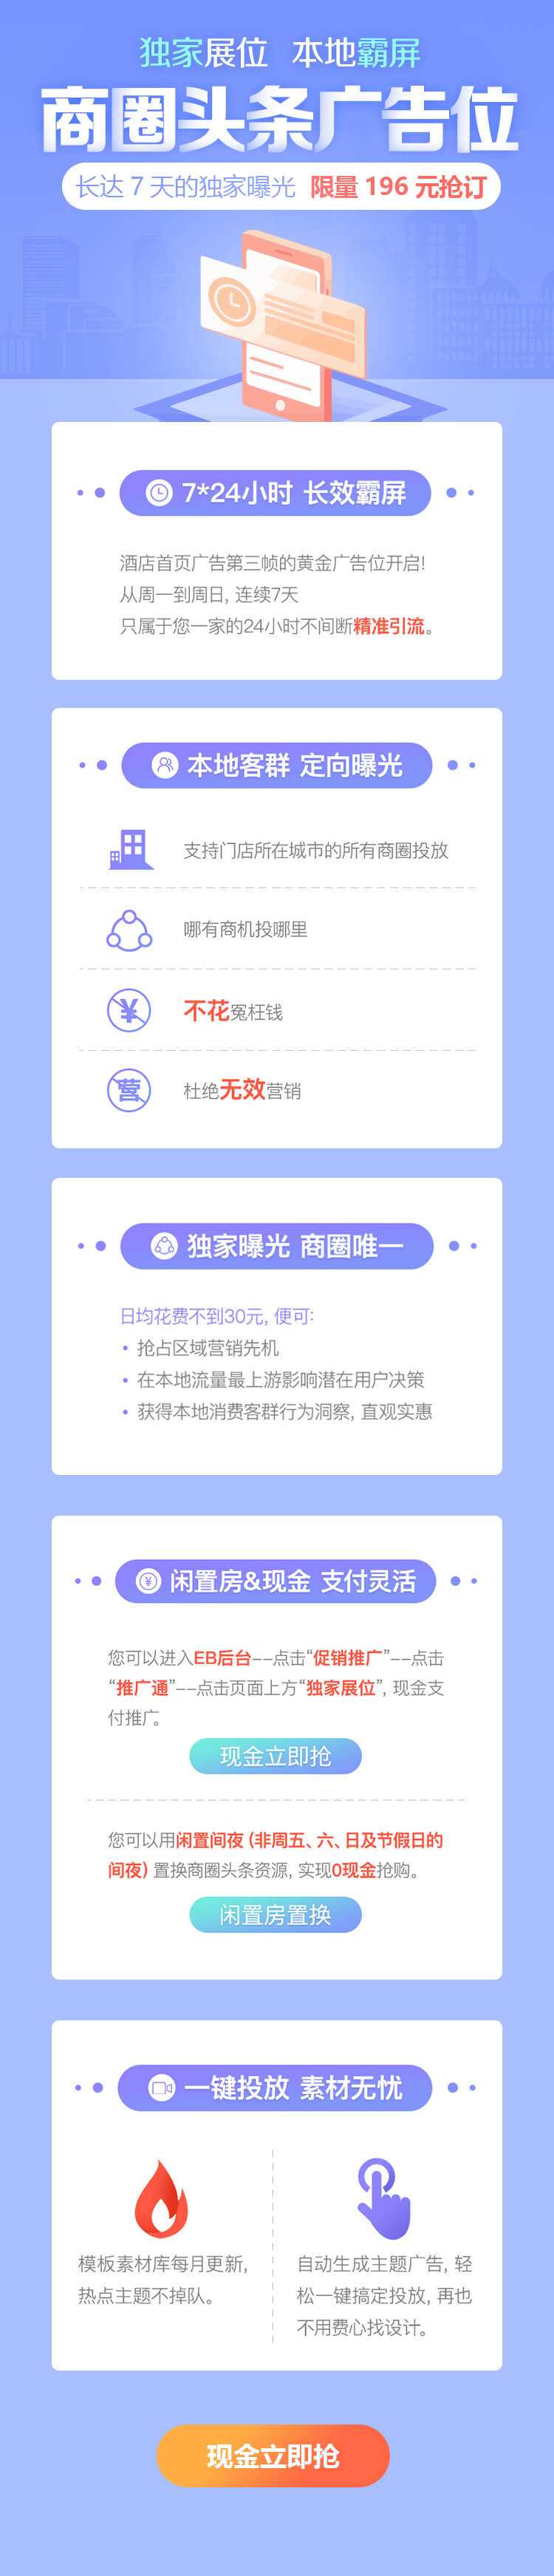 独家展位 本地霸屏
商圈头条广告位
长达 7 天的独家曝光 限量 196 元抢订
7*24小时 长效霸屏
酒店首页广告第三帧的黄金广告位开启!
从周一到周日, 连续7天
只属于您一家的24小时不间断精准引流。
本地客群 定向曝光
支持门店所在城市的所有商圈投放
哪有商机投哪里
¥
不花冤枉钱
营
杜绝无效营销
独家曝光 商圈唯一
日均花费不到30元, 便可:
• 抢占区域营销先机
• 在本地流量最上游影响潜在用户决策
• 获得本地消费客群行为洞察, 直观实惠
¥ 闲置房&现金 支付灵活
您可以进入EB后台--点击“促销推广”--点击
“推广通”--点击页面上方“独家展位”, 现金支
付推广。
现金立即抢
您可以用闲置间夜 (非周五、六、日及节假日的
间夜) 置换商圈头条资源, 实现0现金抢购。
闲置房置换
一键投放 素材无忧
模板素材库每月更新,
热点主题不掉队。
自动生成主题广告, 轻
松一键搞定投放, 再也
不用费心找设计。
现金立即抢